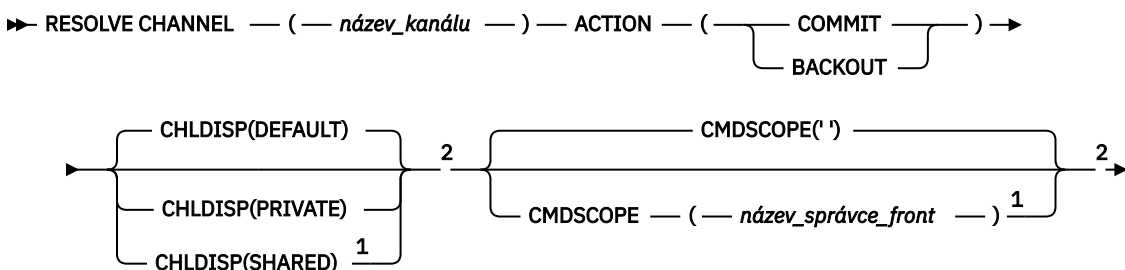 RESOLVE CHANNEL ( název_kanálu ) ACTION ( COMMIT )
BACKOUT
CHLDISP(DEFAULT) CMDSCOPE(' ')
2 2
CHLDISP(PRIVATE) CMDSCOPE ( název_správce_front ) 1
CHLDISP(SHARED) 1